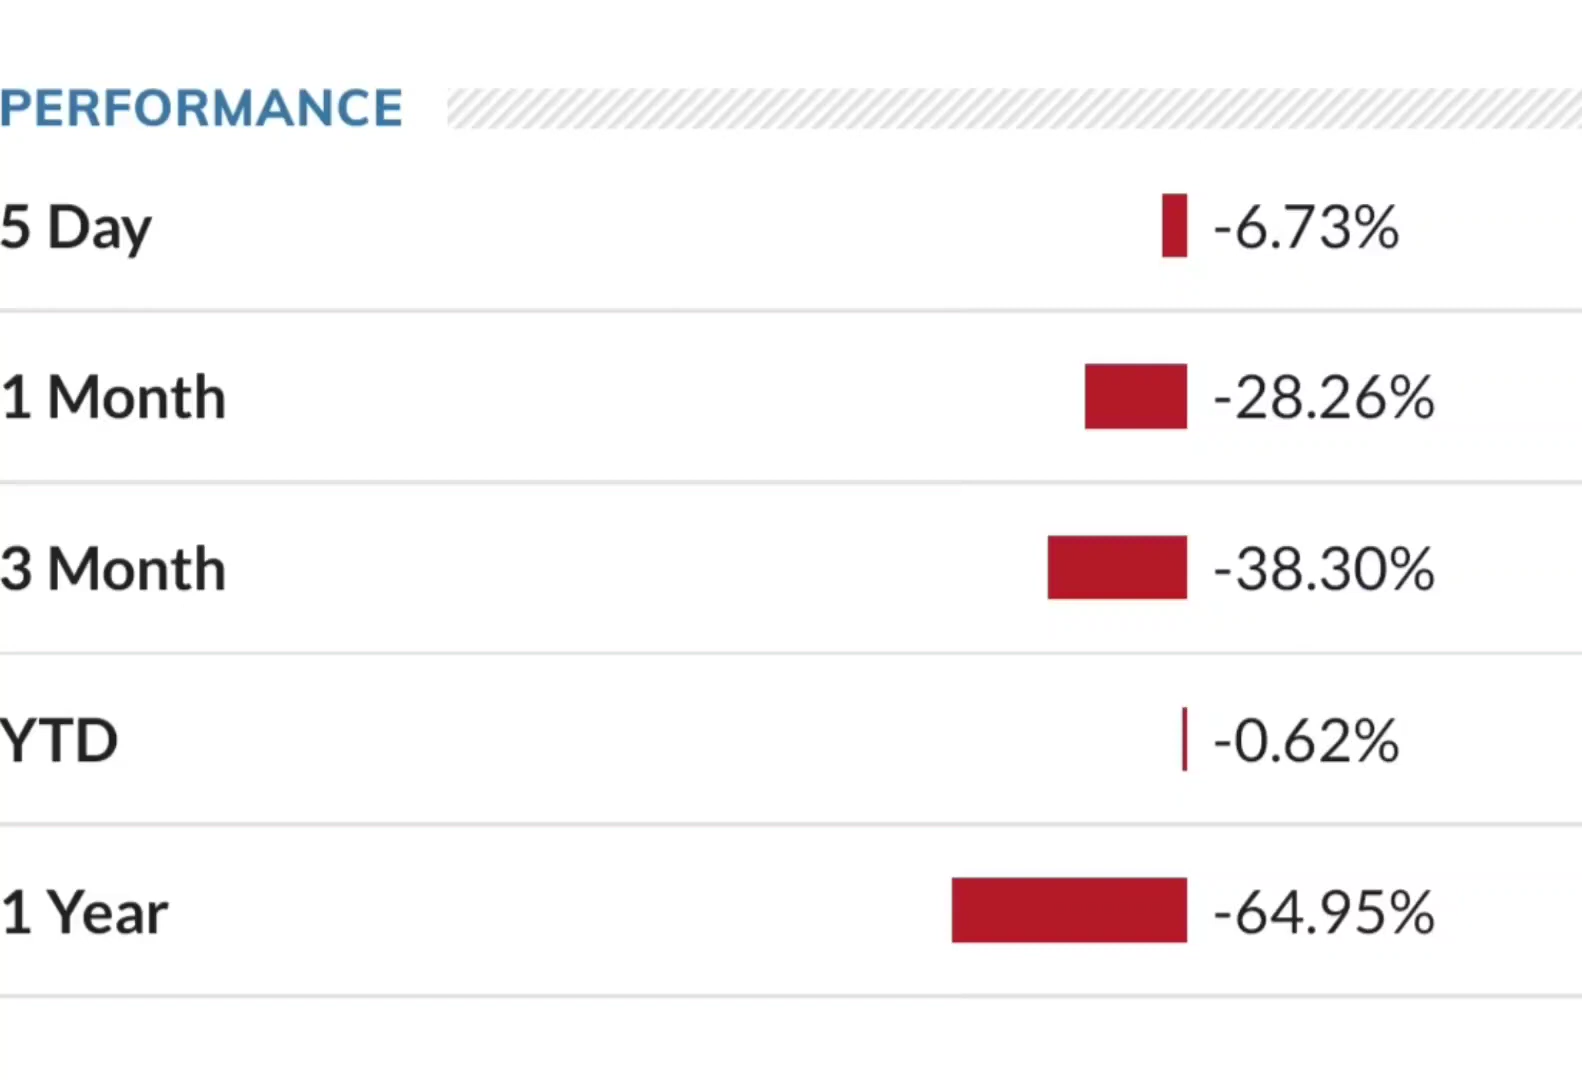 PERFORMANCE
5 Day -6.73%
1 Month -28.26%
3 Month -38.30%
YTD -0.62%
1 Year -64.95%